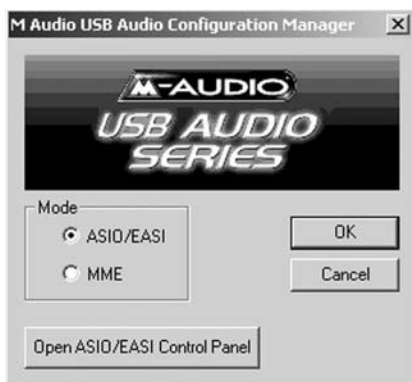 M Audio USB Audio Configuration Manager
M-AUDIO
USB AUDIO
SERIES
Mode
ASIO/EASI
MME
OK
Cancel
Open ASIO/EASI Control Panel